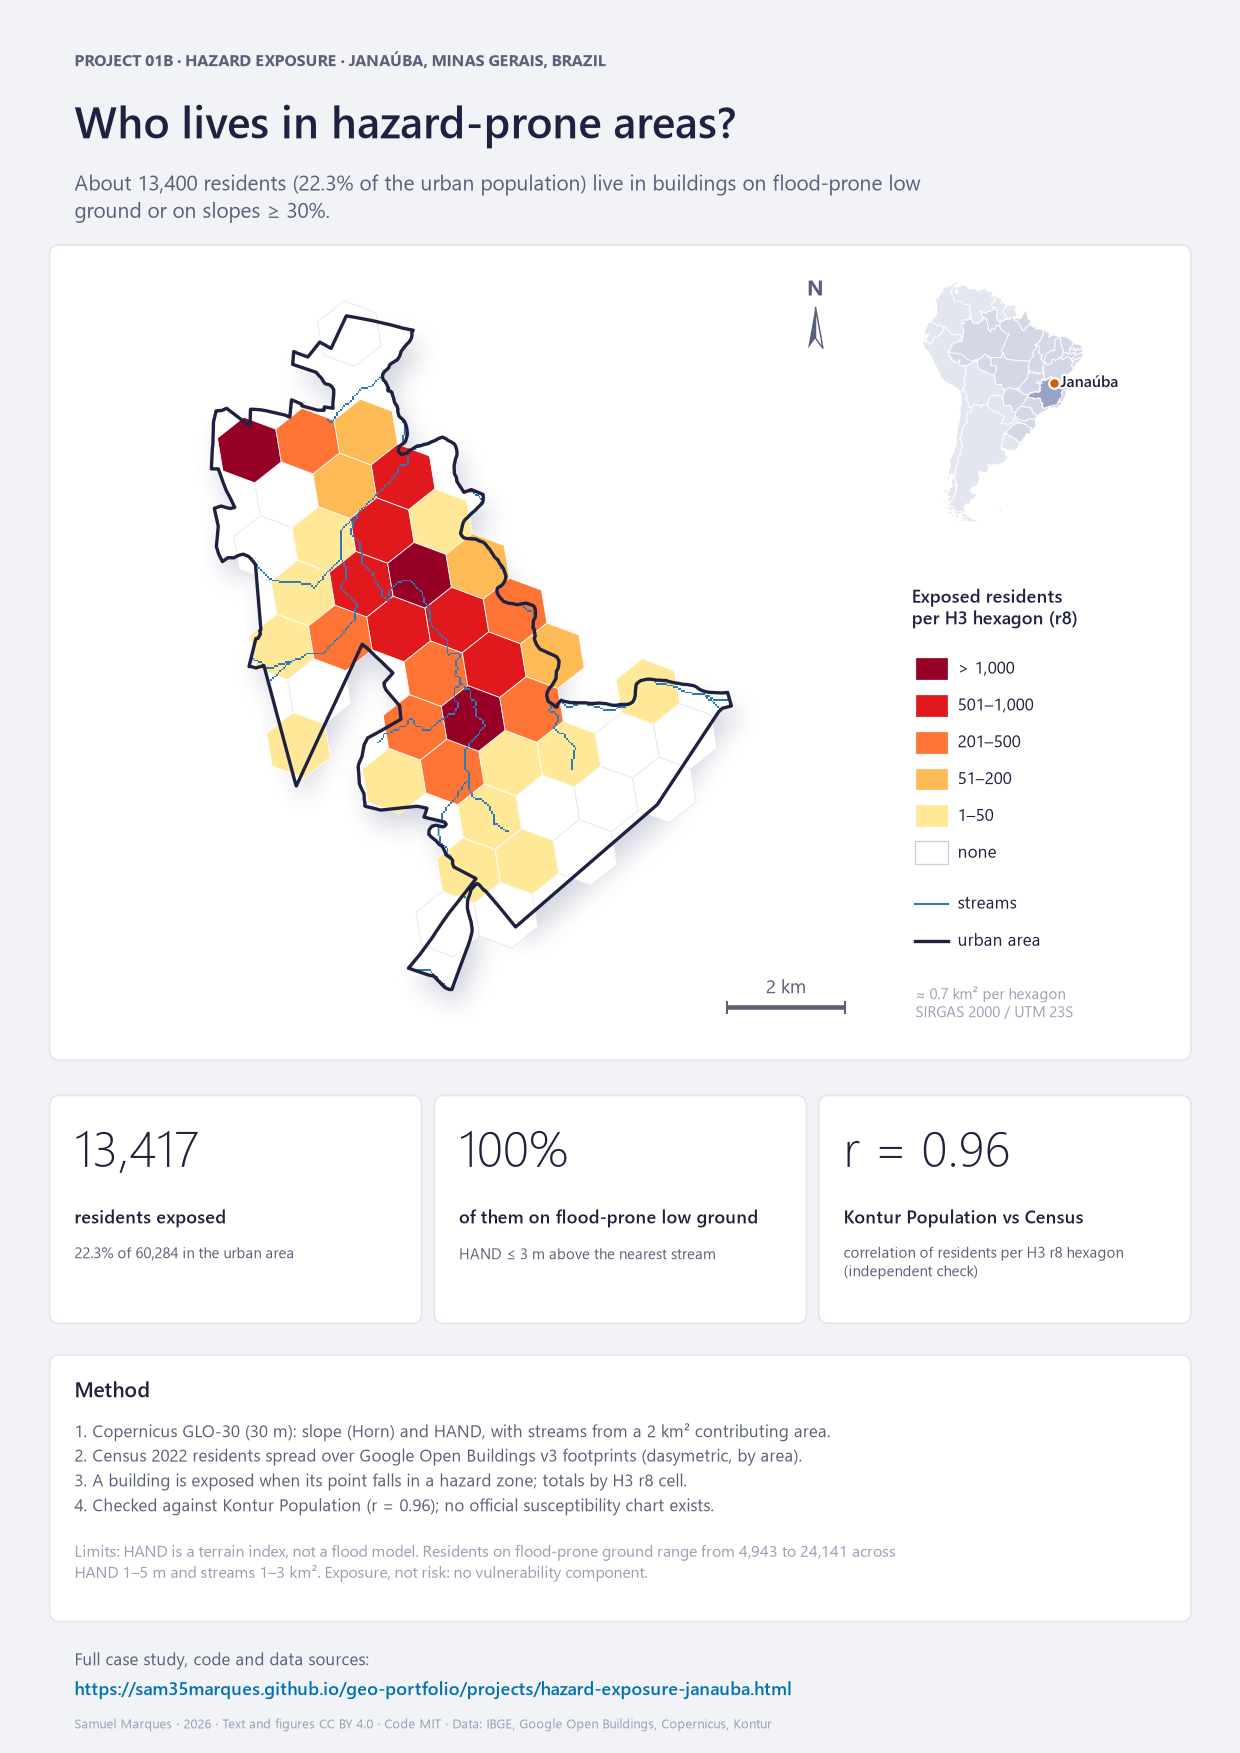 PROJECT 01B · HAZARD EXPOSURE · JANAÚBA, MINAS GERAIS, BRAZIL
Who lives in hazard-prone areas?
About 13,400 residents (22.3% of the urban population) live in buildings on flood-prone low
ground or on slopes ≥ 30%.
N
Janaúba
Exposed residents
per H3 hexagon (r8)
> 1,000
501–1,000
201–500
51–200
1–50
none
streams
urban area
2 km
≈ 0.7 km² per hexagon
SIRGAS 2000 / UTM 23S
13,417
residents exposed
22.3% of 60,284 in the urban area
100%
of them on flood-prone low ground
HAND ≤ 3 m above the nearest stream
r = 0.96
Kontur Population vs Census
correlation of residents per H3 r8 hexagon
(independent check)
Method
1. Copernicus GLO-30 (30 m): slope (Horn) and HAND, with streams from a 2 km² contributing area.
2. Census 2022 residents spread over Google Open Buildings v3 footprints (dasymetric, by area).
3. A building is exposed when its point falls in a hazard zone; totals by H3 r8 cell.
4. Checked against Kontur Population (r = 0.96); no official susceptibility chart exists.
Limits: HAND is a terrain index, not a flood model. Residents on flood-prone ground range from 4,943 to 24,141 across
HAND 1–5 m and streams 1–3 km². Exposure, not risk: no vulnerability component.
Full case study, code and data sources:
https://sam35marques.github.io/geo-portfolio/projects/hazard-exposure-janauba.html
Samuel Marques · 2026 · Text and figures CC BY 4.0 · Code MIT · Data: IBGE, Google Open Buildings, Copernicus, Kontur